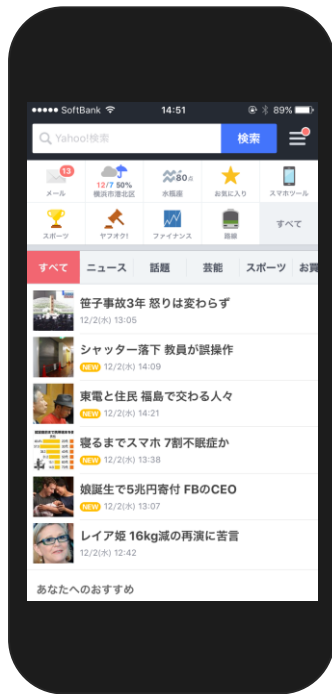 SoftBank 14:51 89%
Yahoo!検索 検索
13
12/7 50% 80点
メール 横浜市港北区 水瓶座 お気に入り スマホツール
スポーツ ヤフオク! ファイナンス 路線 すべて
すべて ニュース 話題 芸能 スポーツ お買
笹子事故3年 怒りは変わらず
12/2(水) 13:05
シャッター落下 教員が誤操作
NEW 12/2(水) 14:09
東電と住民 福島で交わる人々
NEW 12/2(水) 14:21
寝るまでスマホ 7割不眠症か
NEW 12/2(水) 13:38
娘誕生で5兆円寄付 FBのCEO
NEW 12/2(水) 13:07
レイア姫 16kg減の再演に苦言
12/2(水) 12:42
あなたへのおすすめ